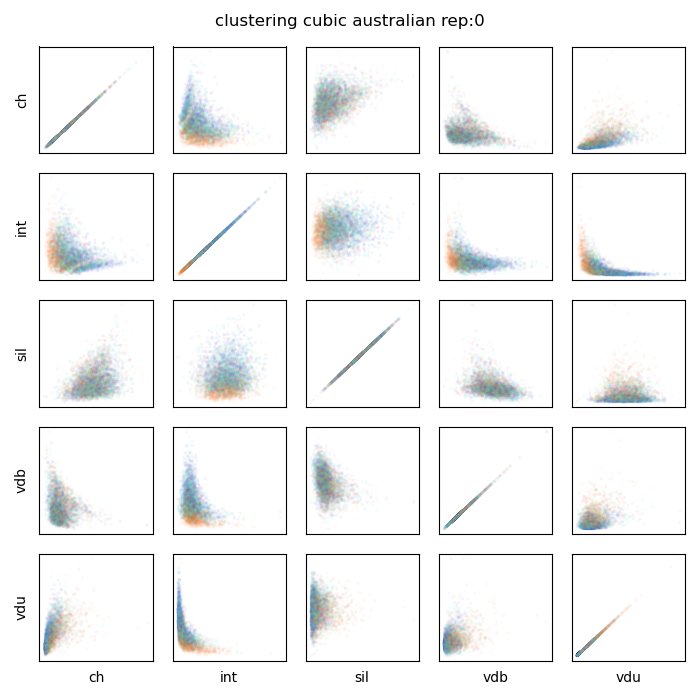 clustering cubic australian rep:0
ch
int
sil
vdb
vdu
ch
int
sil
vdb
vdu